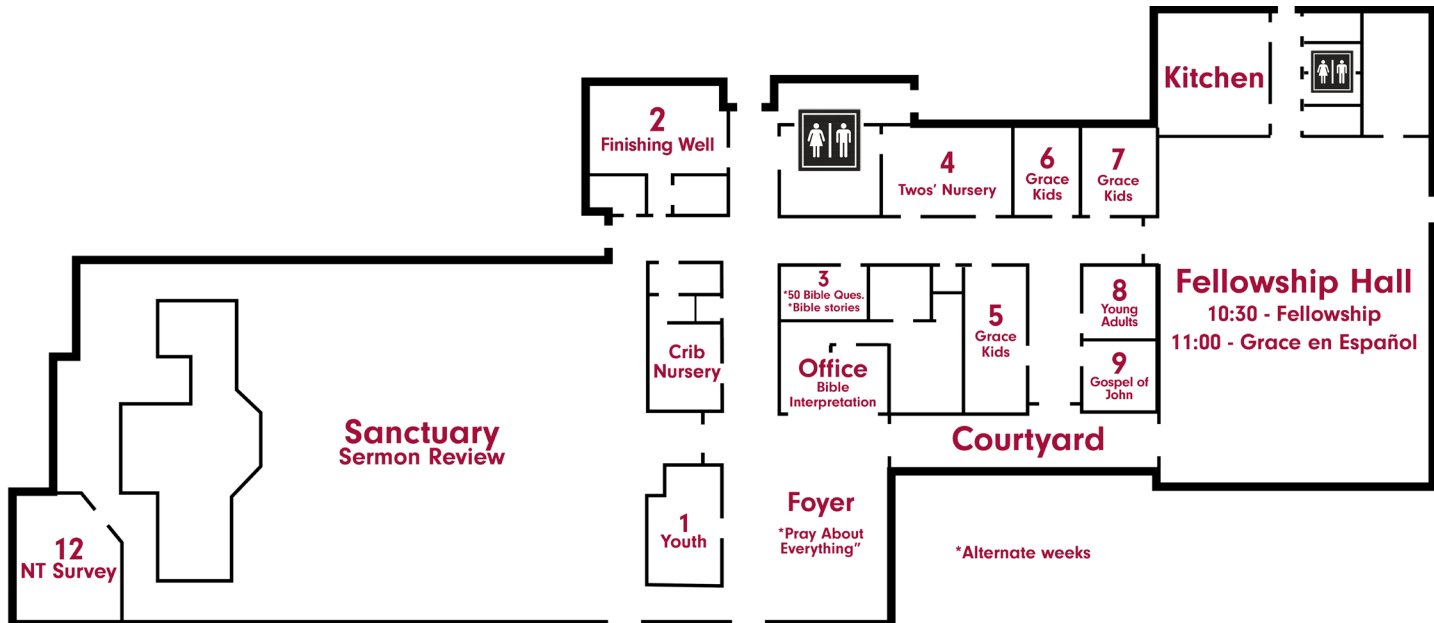 Kitchen
2
Finishing Well
4
Twos' Nursery
6
Grace
Kids
7
Grace
Kids
3
*50 Bible Ques.
*Bible stories
5
Grace
Kids
8
Young
Adults
9
Gospel of
John
Fellowship Hall
10:30 - Fellowship
11:00 - Grace en Español
Crib
Nursery
Office
Bible
Interpretation
Sanctuary
Sermon Review
Courtyard
Foyer
*Pray About
Everything”
1
Youth
12
NT Survey
*Alternate weeks